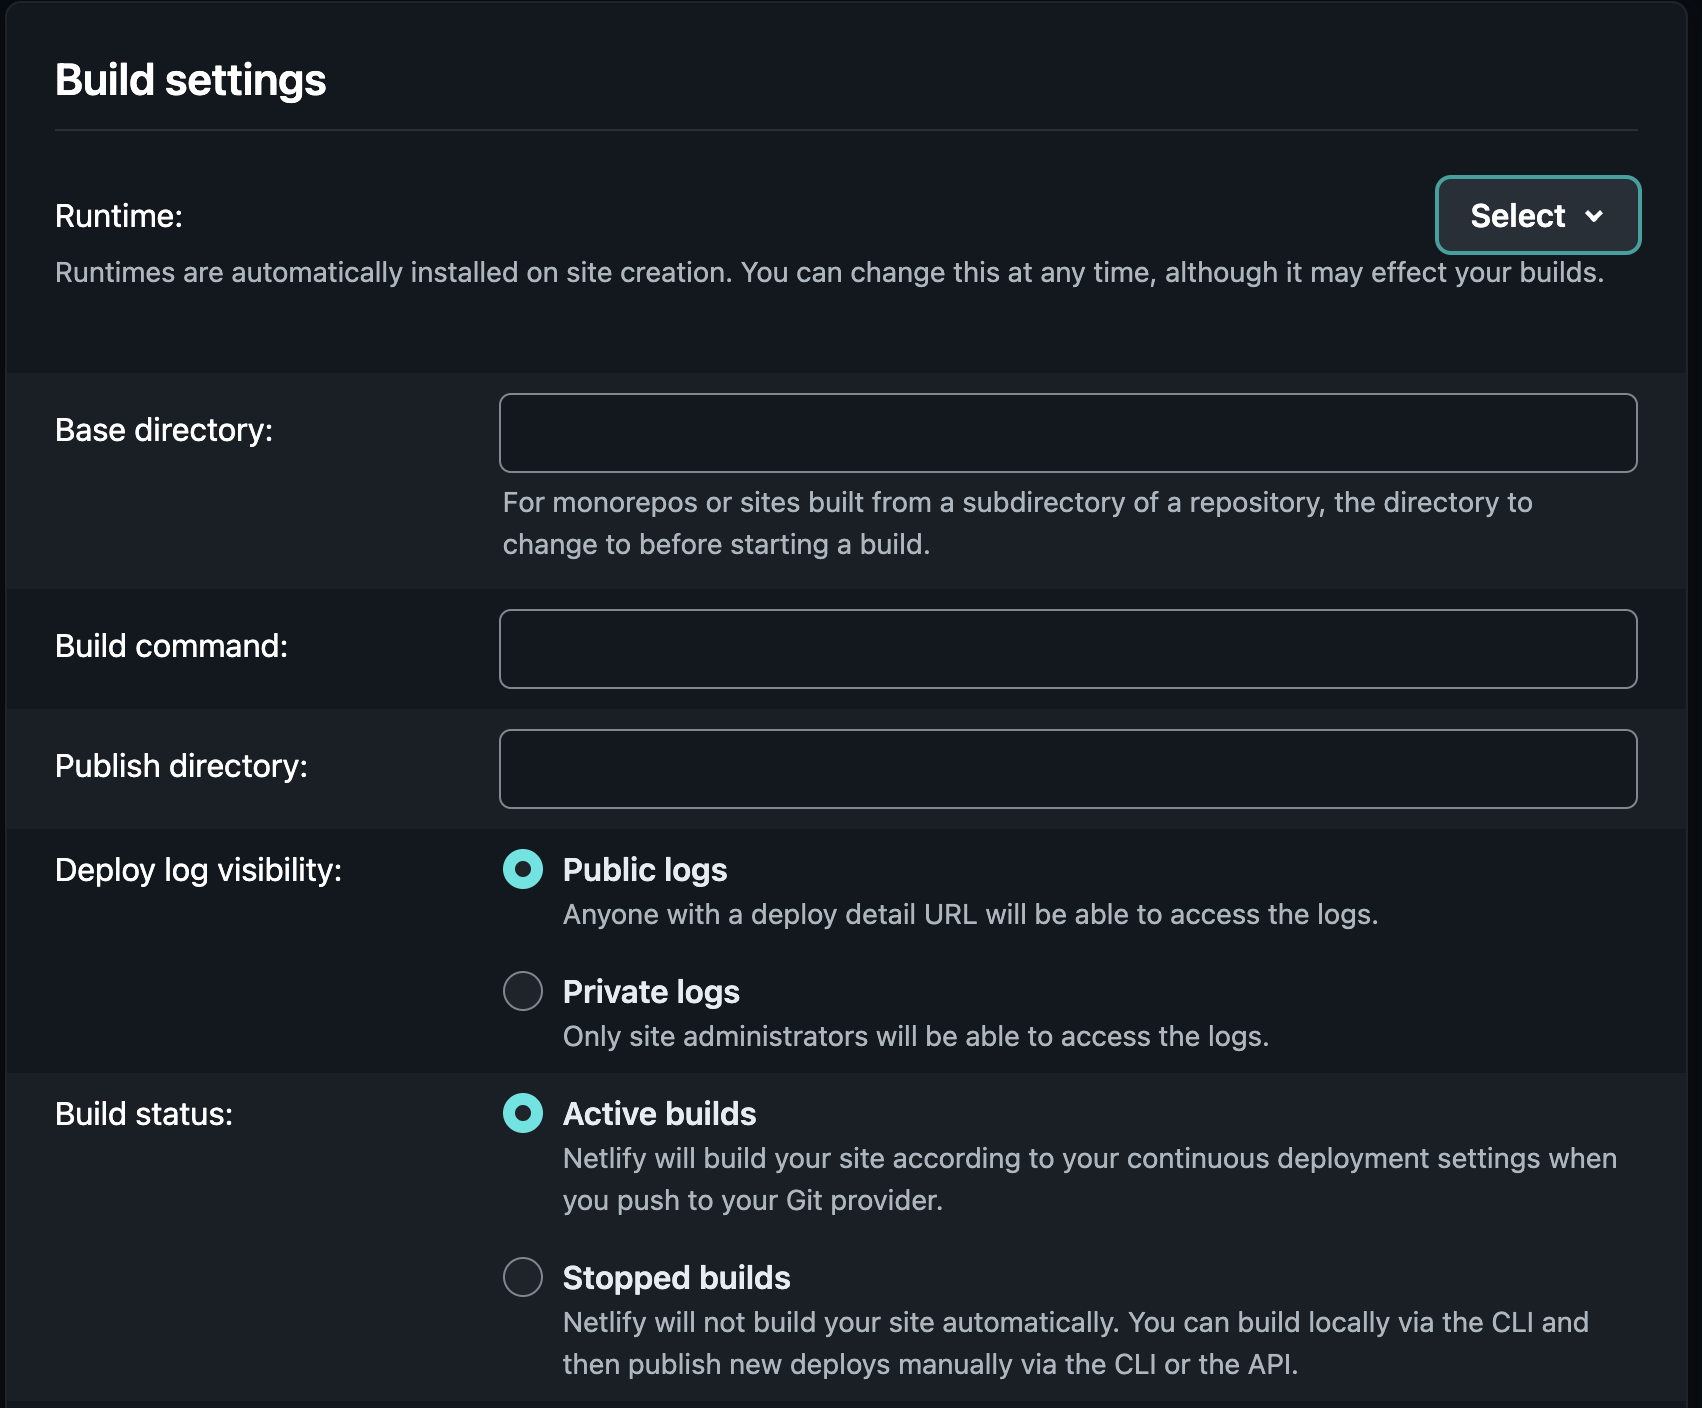 Build settings
Runtime:
Select
Runtimes are automatically installed on site creation. You can change this at any time, although it may effect your builds.
Base directory:
For monorepos or sites built from a subdirectory of a repository, the directory to
change to before starting a build.
Build command:
Publish directory:
Deploy log visibility:
Public logs
Anyone with a deploy detail URL will be able to access the logs.
Private logs
Only site administrators will be able to access the logs.
Build status:
Active builds
Netlify will build your site according to your continuous deployment settings when
you push to your Git provider.
Stopped builds
Netlify will not build your site automatically. You can build locally via the CLI and
then publish new deploys manually via the CLI or the API.